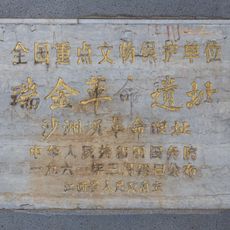 全国重点文物保护单位
瑞金革命遗址
沙洲坝革命旧址
中华人民共和国国务院
一九六一年三月四日公布
江西省人民政府立